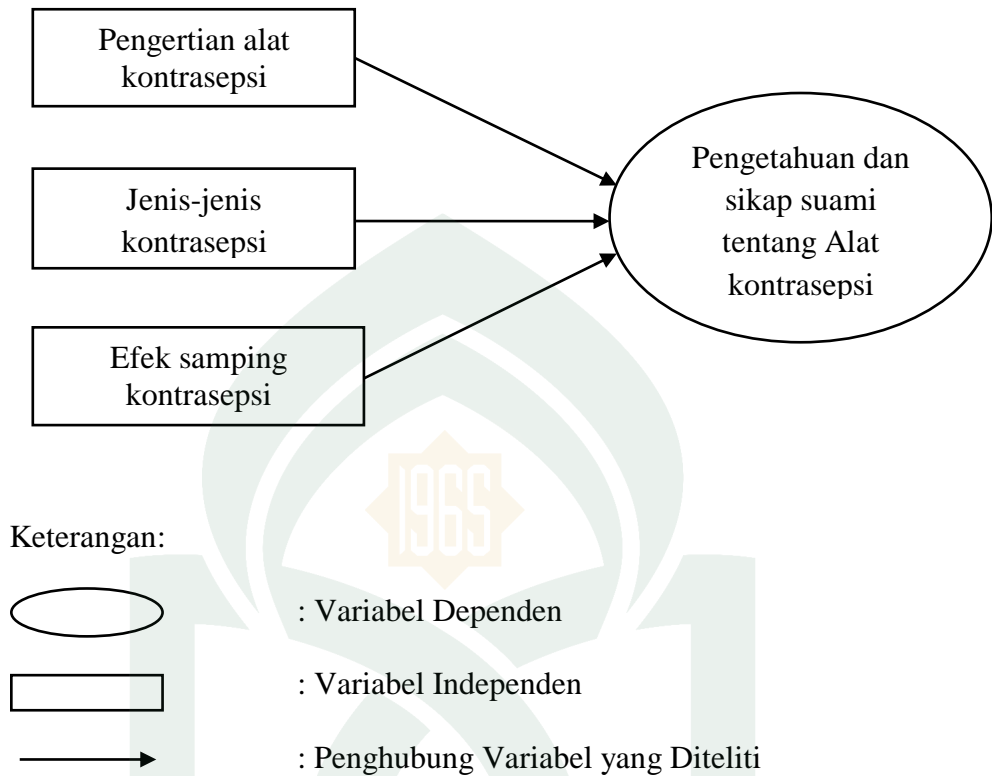 Pengertian alat
kontrasepsi
Jenis-jenis
kontrasepsi
Efek samping
kontrasepsi
Pengetahuan dan
sikap suami
tentang Alat
kontrasepsi
1965
Keterangan:
: Variabel Dependen
: Variabel Independen
: Penghubung Variabel yang Diteliti